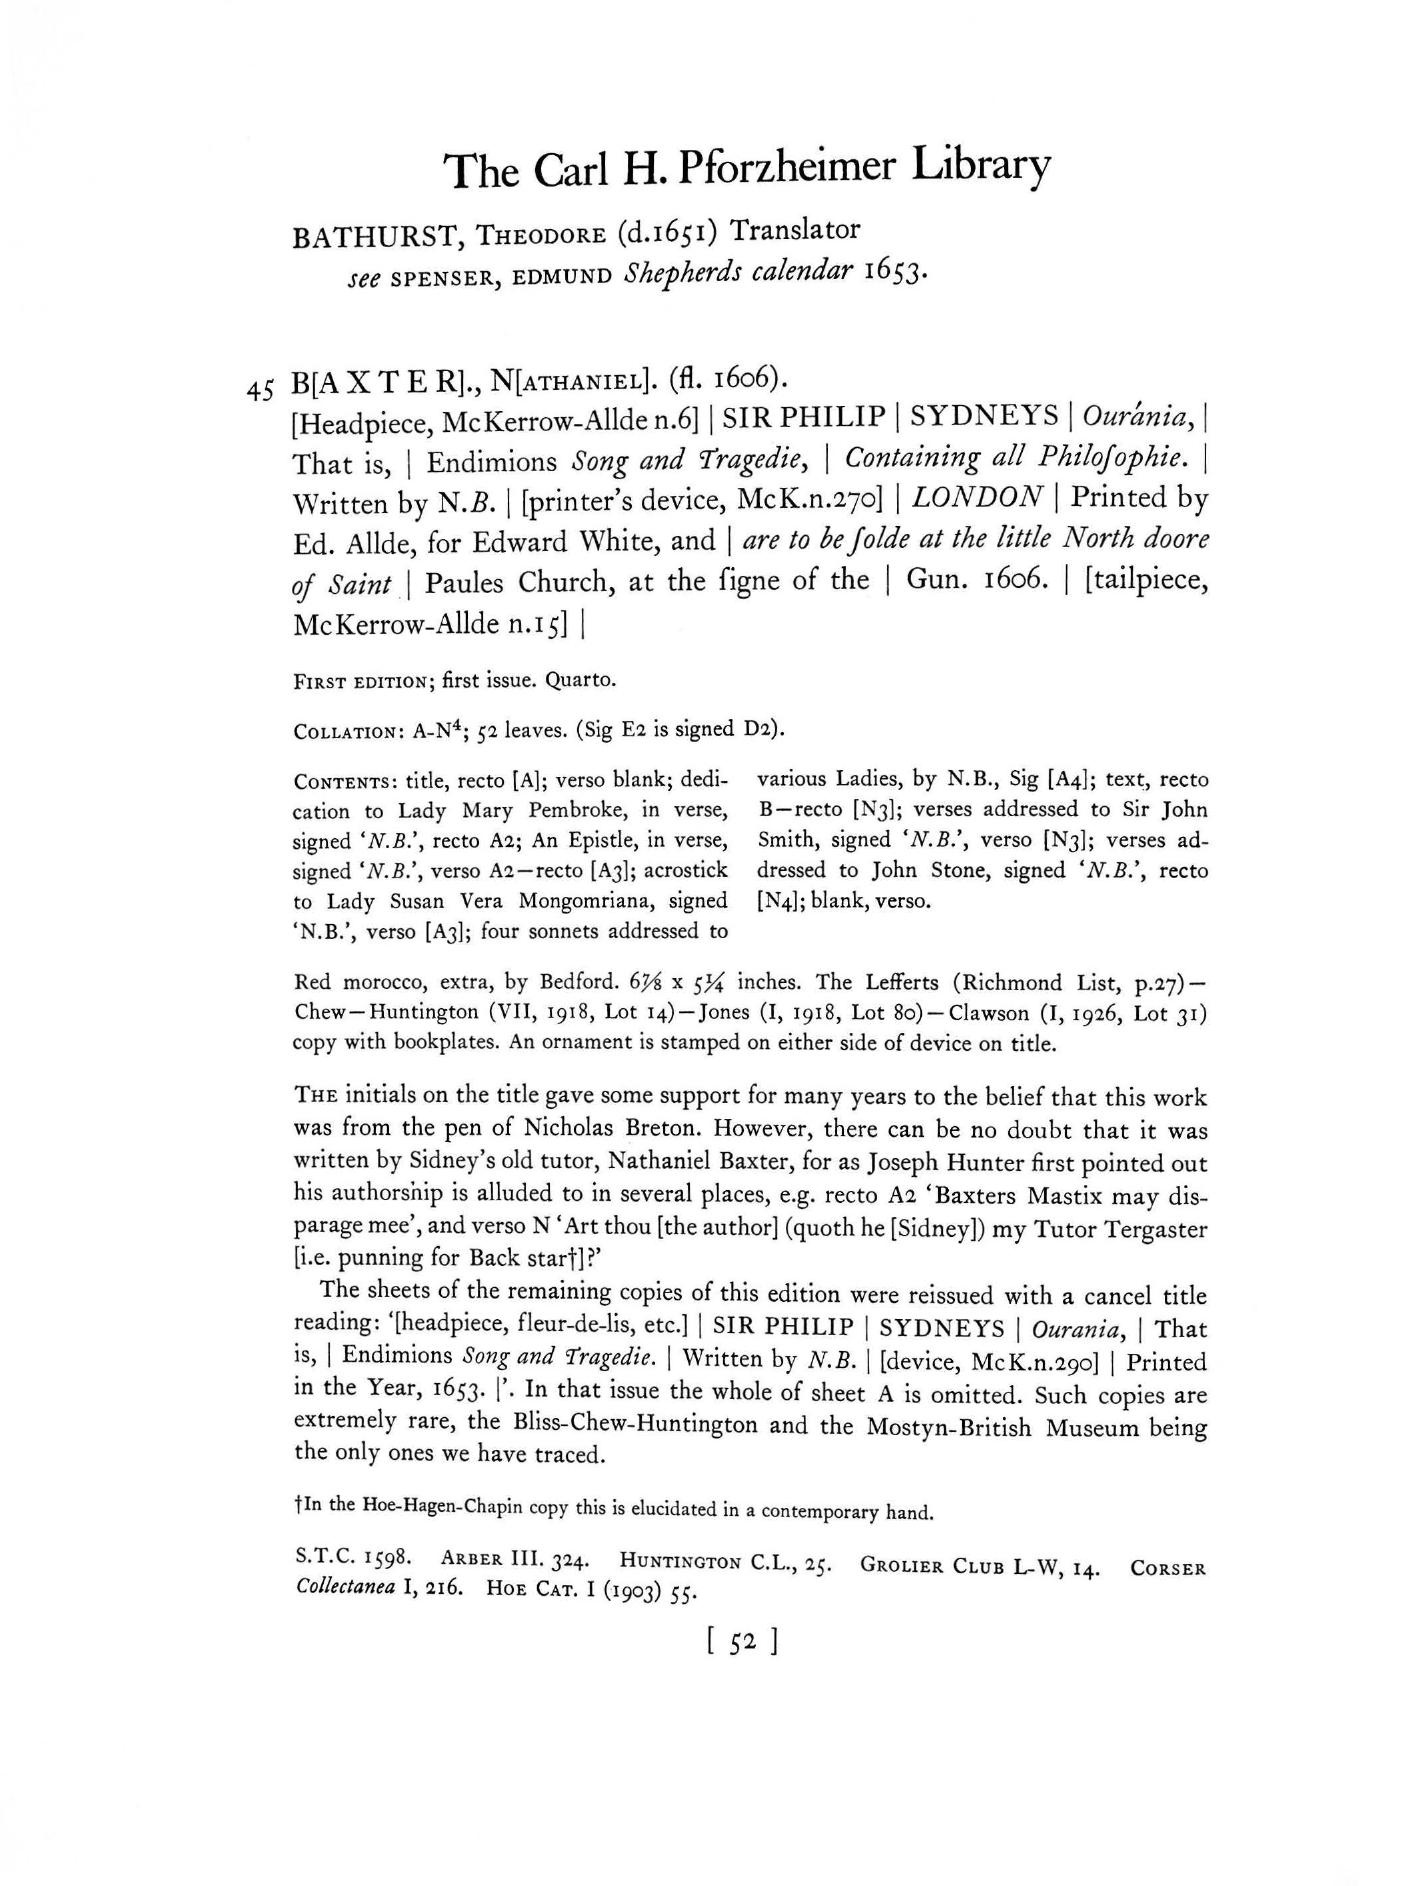 The Carl H. Pforzheimer Library
BATHURST, THEODORE (d.1651) Translator
see SPENSER, EDMUND Shepherds calendar 1653.
45 B[A X T E R]., N[ATHANIEL]. (fl. 1606).
[Headpiece, McKerrow-Allde n.6] | SIR PHILIP | SYDNEYS | Ouránia, |
That is, | Endimions Song and Tragedie, | Containing all Philoſophie. |
Written by N.B. | [printer's device, McK.n.270] | LONDON | Printed by
Ed. Allde, for Edward White, and | are to be ſolde at the little North doore
of Saint | Paules Church, at the ſigne of the | Gun. 1606. | [tailpiece,
McKerrow-Allde n.15] |
FIRST EDITION; first issue. Quarto.
COLLATION: A-N⁴; 52 leaves. (Sig E2 is signed D2).
CONTENTS: title, recto [A]; verso blank; dedi-
cation to Lady Mary Pembroke, in verse,
signed 'N.B.', recto A2; An Epistle, in verse,
signed 'N.B.', verso A2—recto [A3]; acrostick
to Lady Susan Vera Mongomriana, signed
'N.B.', verso [A3]; four sonnets addressed to
various Ladies, by N.B., Sig [A4]; text, recto
B—recto [N3]; verses addressed to Sir John
Smith, signed 'N.B.', verso [N3]; verses ad-
dressed to John Stone, signed 'N.B.', recto
[N4]; blank, verso.
Red morocco, extra, by Bedford. 6⅞ x 5¼ inches. The Lefferts (Richmond List, p.27)—
Chew—Huntington (VII, 1918, Lot 14)—Jones (I, 1918, Lot 80)—Clawson (I, 1926, Lot 31)
copy with bookplates. An ornament is stamped on either side of device on title.
THE initials on the title gave some support for many years to the belief that this work
was from the pen of Nicholas Breton. However, there can be no doubt that it was
written by Sidney's old tutor, Nathaniel Baxter, for as Joseph Hunter first pointed out
his authorship is alluded to in several places, e.g. recto A2 'Baxters Mastix may dis-
parage mee', and verso N 'Art thou [the author] (quoth he [Sidney]) my Tutor Tergaster
[i.e. punning for Back star†]?'
The sheets of the remaining copies of this edition were reissued with a cancel title
reading: '[headpiece, fleur-de-lis, etc.] | SIR PHILIP | SYDNEYS | Ourania, | That
is, | Endimions Song and Tragedie. | Written by N.B. | [device, McK.n.290] | Printed
in the Year, 1653. |'. In that issue the whole of sheet A is omitted. Such copies are
extremely rare, the Bliss-Chew-Huntington and the Mostyn-British Museum being
the only ones we have traced.
†In the Hoe-Hagen-Chapin copy this is elucidated in a contemporary hand.
S.T.C. 1598. ARBER III. 324. HUNTINGTON C.L., 25. GROLIER CLUB L-W, 14. CORSER
Collectanea I, 216. HOE CAT. I (1903) 55.
[ 52 ]